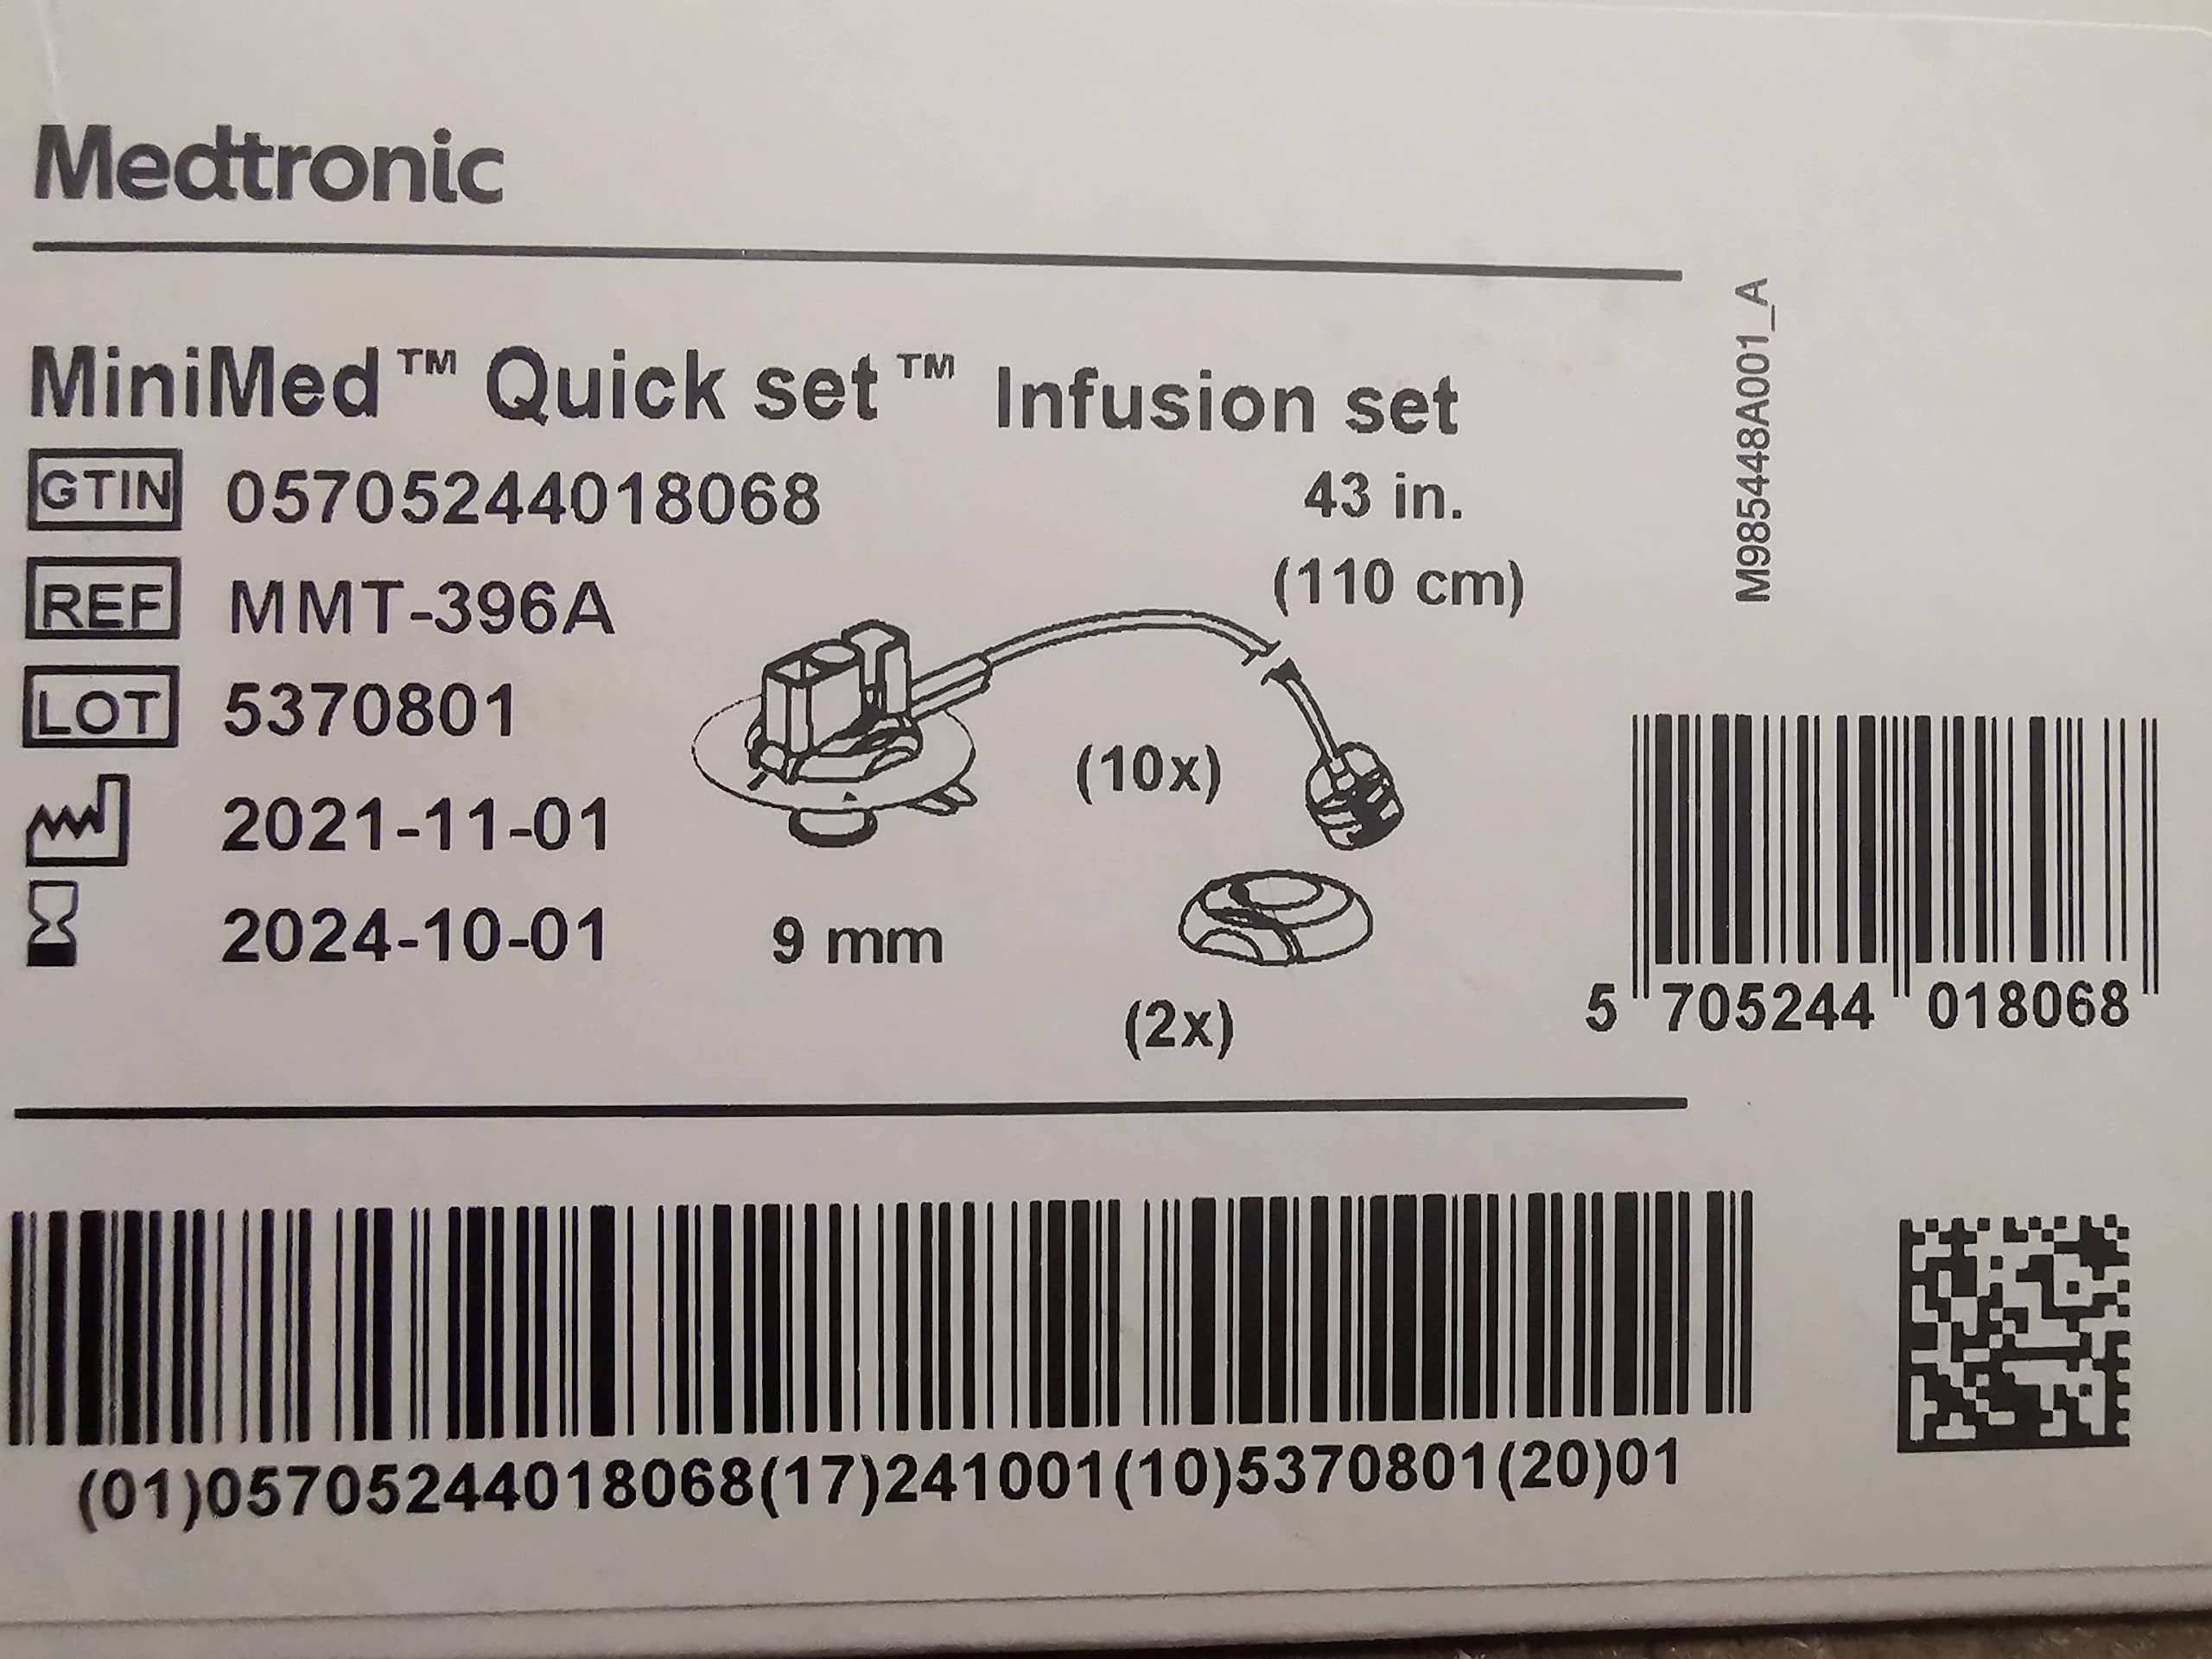 Medtronic
MiniMed™ Quick set™ Infusion set
GTIN 05705244018068
43 in.
(110 cm)
REF MMT-396A
LOT 5370801
(10x)
2021-11-01
2024-10-01
9 mm
(2x)
M985448A001_A
5 705244 018068
(01)05705244018068(17)241001(10)5370801(20)01